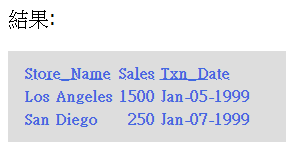 結果:
Store_Name Sales Txn_Date
Los Angeles 1500 Jan-05-1999
San Diego 250 Jan-07-1999